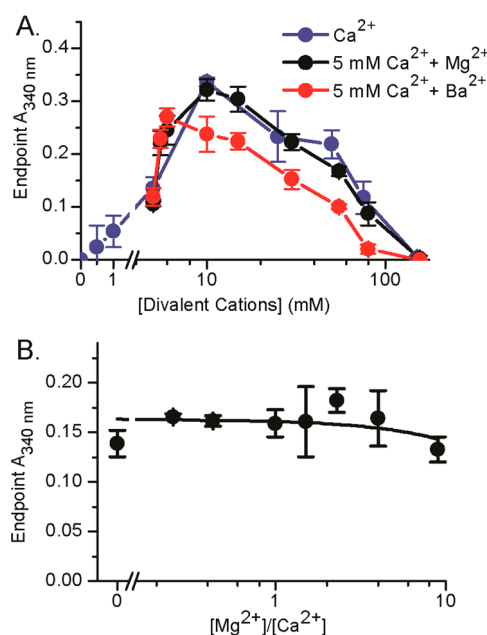 A.
Ca²⁺
5 mM Ca²⁺ + Mg²⁺
5 mM Ca²⁺ + Ba²⁺
Endpoint A₃₄₀ ₙₘ
0.4
0.3
0.2
0.1
0.0
0 1 10 100
[Divalent Cations] (mM)
B.
Endpoint A₃₄₀ ₙₘ
0.20
0.15
0.10
0.05
0.00
0 1 10
[Mg²⁺]/[Ca²⁺]